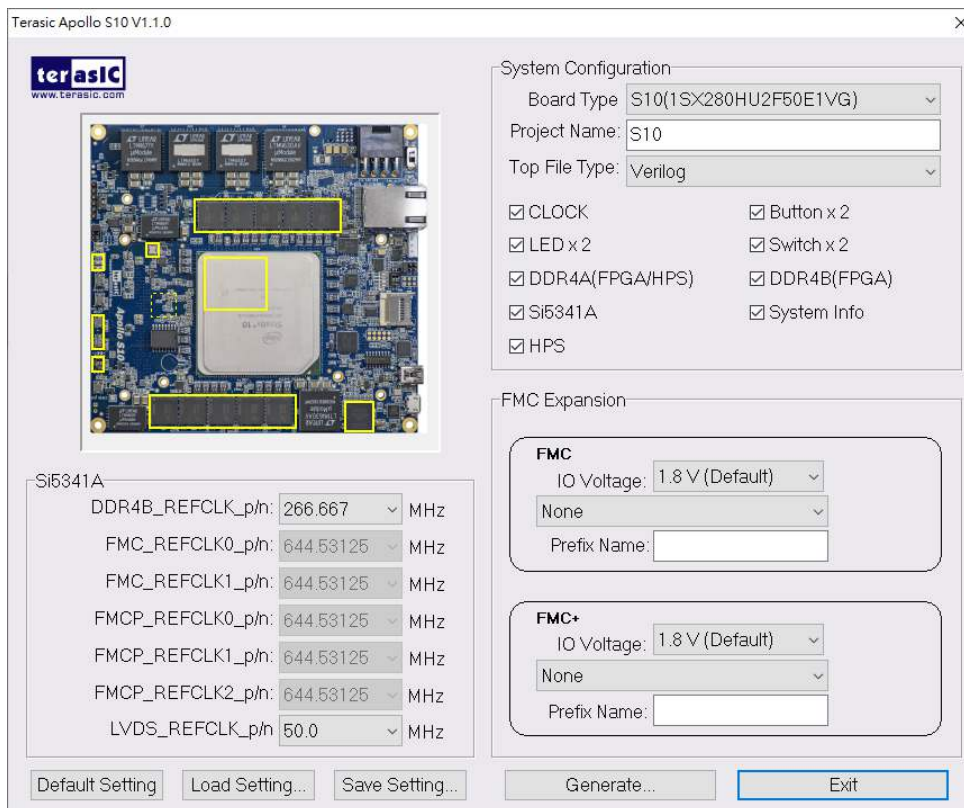 Terasic Apollo S10 V1.1.0
terasIC
www.terasic.com
Apollo S10
System Configuration
Board Type S10(1SX280HU2F50E1VG)
Project Name: S10
Top File Type: Verilog
CLOCK Button x 2
LED x 2 Switch x 2
DDR4A(FPGA/HPS) DDR4B(FPGA)
Si5341A System Info
HPS
Si5341A
DDR4B_REFCLK_p/n: 266.667 MHz
FMC_REFCLK0_p/n: 644.53125 MHz
FMC_REFCLK1_p/n: 644.53125 MHz
FMCP_REFCLK0_p/n: 644.53125 MHz
FMCP_REFCLK1_p/n: 644.53125 MHz
FMCP_REFCLK2_p/n: 644.53125 MHz
LVDS_REFCLK_p/n 50.0 MHz
FMC Expansion
FMC
IO Voltage: 1.8 V (Default)
None
Prefix Name:
FMC+
IO Voltage: 1.8 V (Default)
None
Prefix Name:
Default Setting Load Setting... Save Setting... Generate... Exit